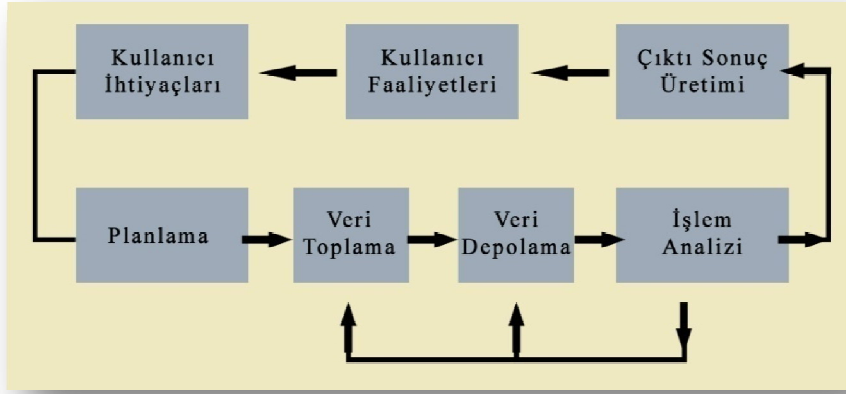 Kullanıcı
İhtiyaçları
Kullanıcı
Faaliyetleri
Çıktı Sonuç
Üretimi
Planlama
Veri
Toplama
Veri
Depolama
İşlem
Analizi